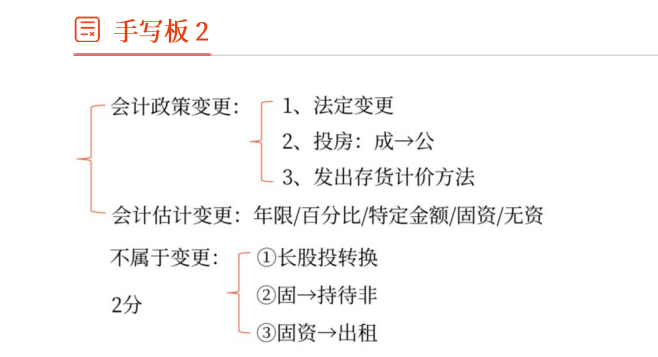 手写板 2
会计政策变更：
1、法定变更
2、投房：成→公
3、发出存货计价方法
会计估计变更：年限/百分比/特定金额/固资/无资
不属于变更：
2分
①长股投转换
②固→持待非
③固资→出租